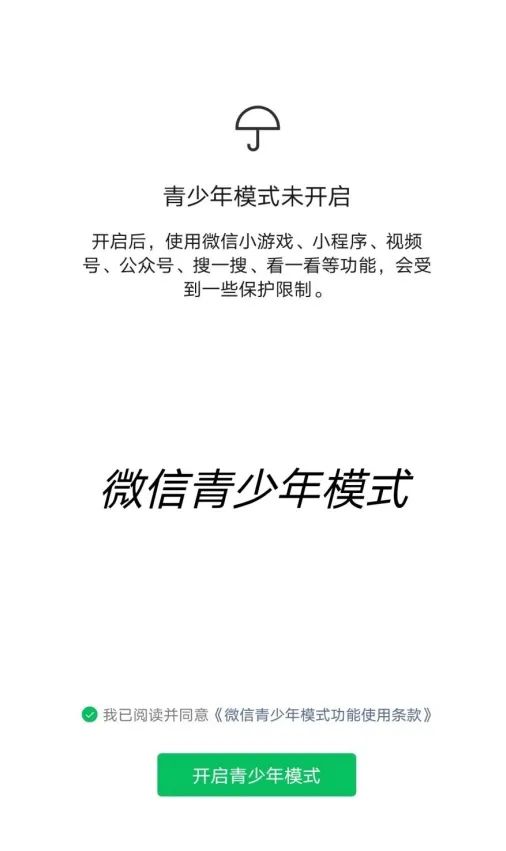 青少年模式未开启
开启后，使用微信小游戏、小程序、视频
号、公众号、搜一搜、看一看等功能，会受
到一些保护限制。
微信青少年模式
我已阅读并同意《微信青少年模式功能使用条款》
开启青少年模式